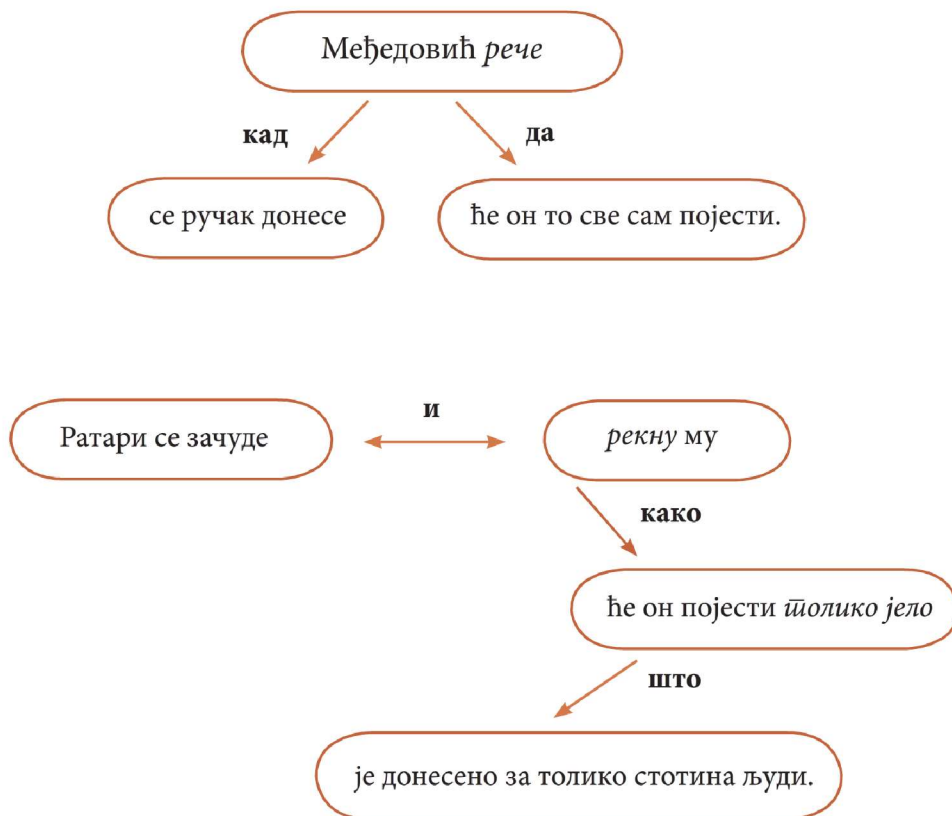 Међедовић рече
кад
да
се ручак донесе
ће он то све сам појести.
Ратари се зачуде
и
рекну му
како
ће он појести толико јело
што
је донесено за толико стотина људи.